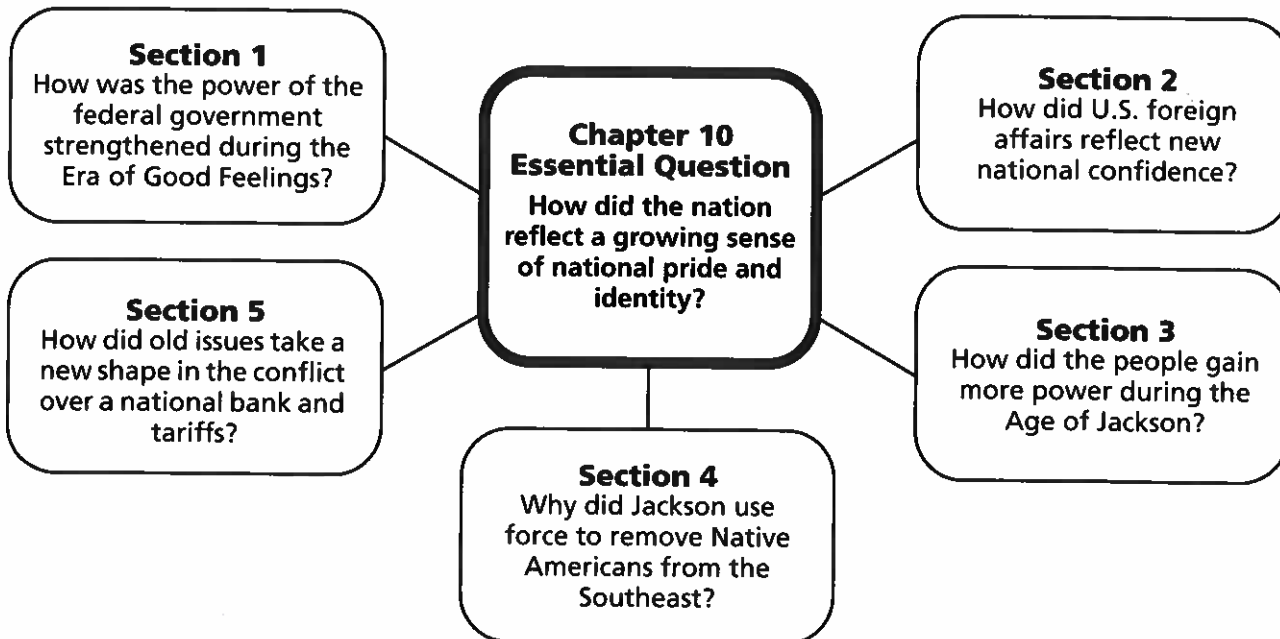 Section 1
How was the power of the
federal government
strengthened during the
Era of Good Feelings?
Chapter 10
Essential Question
How did the nation
reflect a growing sense
of national pride and
identity?
Section 2
How did U.S. foreign
affairs reflect new
national confidence?
Section 5
How did old issues take a
new shape in the conflict
over a national bank and
tariffs?
Section 3
How did the people gain
more power during the
Age of Jackson?
Section 4
Why did Jackson use
force to remove Native
Americans from the
Southeast?